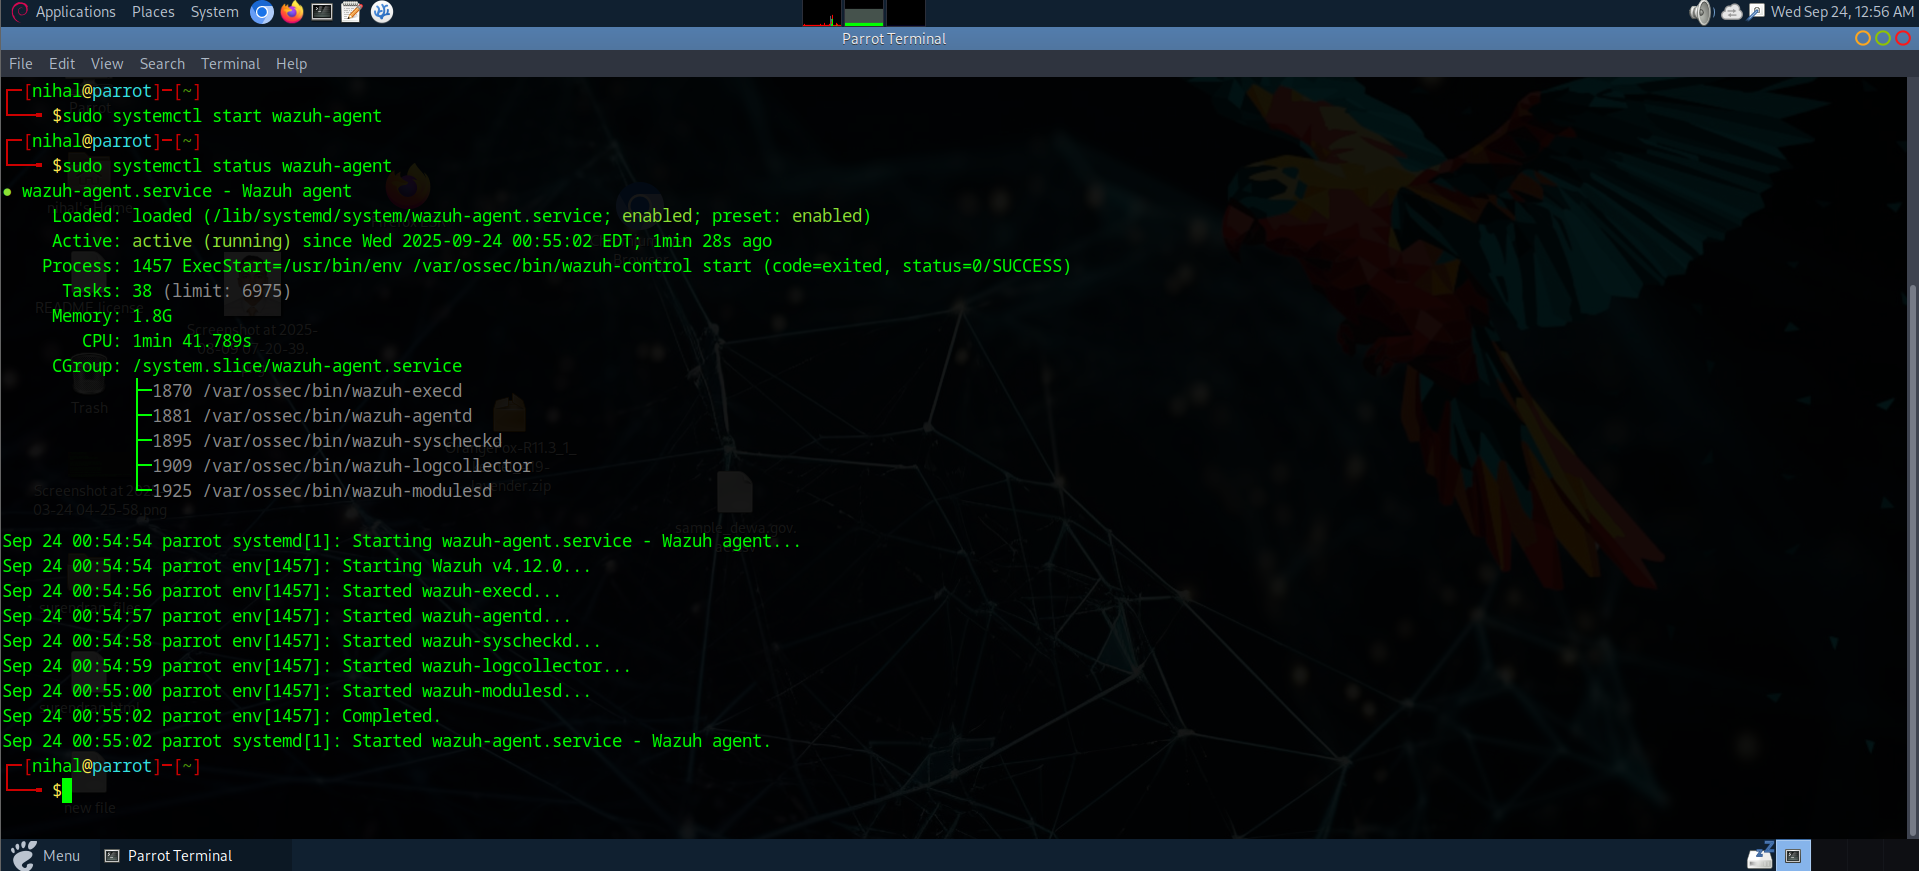 Applications Places System Wed Sep 24, 12:56 AM
Parrot Terminal
File Edit View Search Terminal Help
[nihal@parrot]─[~]
$sudo systemctl start wazuh-agent
[nihal@parrot]─[~]
$sudo systemctl status wazuh-agent
● wazuh-agent.service - Wazuh agent
Loaded: loaded (/lib/systemd/system/wazuh-agent.service; enabled; preset: enabled)
Active: active (running) since Wed 2025-09-24 00:55:02 EDT; 1min 28s ago
Process: 1457 ExecStart=/usr/bin/env /var/ossec/bin/wazuh-control start (code=exited, status=0/SUCCESS)
Tasks: 38 (limit: 6975)
Memory: 1.8G
CPU: 1min 41.789s
CGroup: /system.slice/wazuh-agent.service
├─1870 /var/ossec/bin/wazuh-execd
├─1881 /var/ossec/bin/wazuh-agentd
├─1895 /var/ossec/bin/wazuh-syscheckd
├─1909 /var/ossec/bin/wazuh-logcollector
└─1925 /var/ossec/bin/wazuh-modulesd
Sep 24 00:54:54 parrot systemd[1]: Starting wazuh-agent.service - Wazuh agent...
Sep 24 00:54:54 parrot env[1457]: Starting Wazuh v4.12.0...
Sep 24 00:54:56 parrot env[1457]: Started wazuh-execd...
Sep 24 00:54:57 parrot env[1457]: Started wazuh-agentd...
Sep 24 00:54:58 parrot env[1457]: Started wazuh-syscheckd...
Sep 24 00:54:59 parrot env[1457]: Started wazuh-logcollector...
Sep 24 00:55:00 parrot env[1457]: Started wazuh-modulesd...
Sep 24 00:55:02 parrot env[1457]: Completed.
Sep 24 00:55:02 parrot systemd[1]: Started wazuh-agent.service - Wazuh agent.
[nihal@parrot]─[~]
$
Trash
Screenshot at 2025-
03-24 04-25-58.png
new file
Menu Parrot Terminal